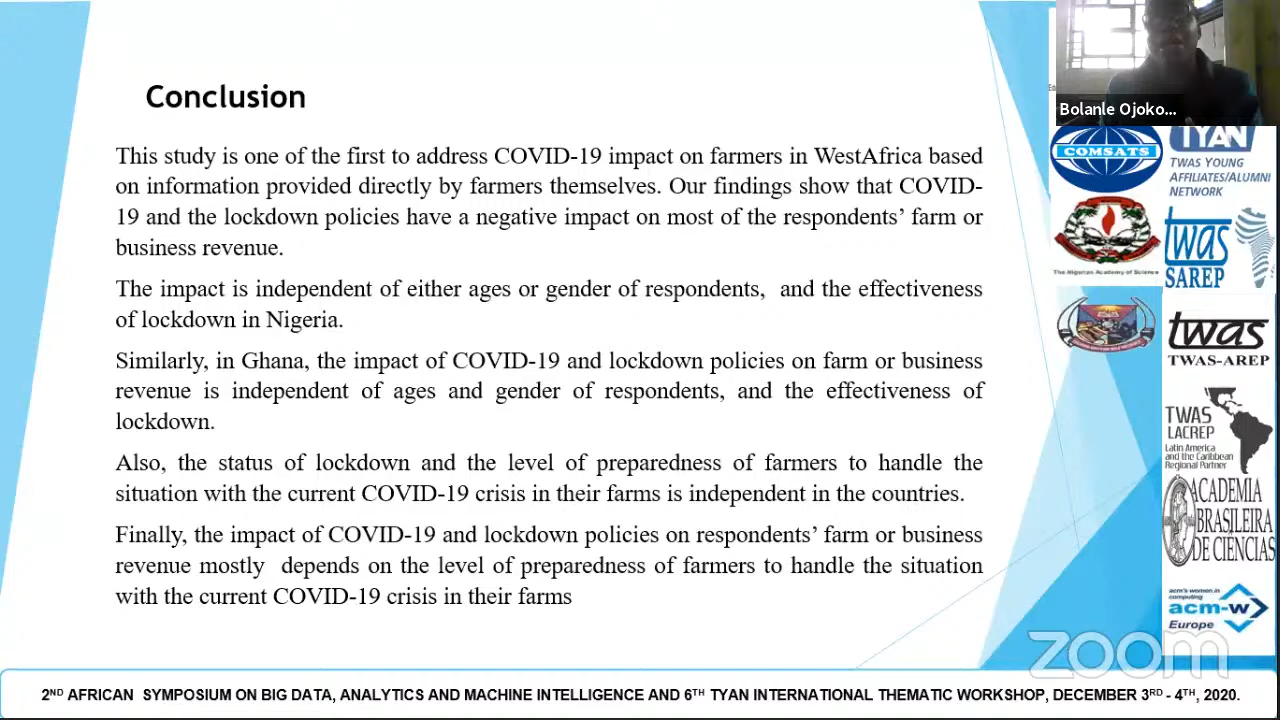 Conclusion
This study is one of the first to address COVID-19 impact on farmers in WestAfrica based
on information provided directly by farmers themselves. Our findings show that COVID-
19 and the lockdown policies have a negative impact on most of the respondents’ farm or
business revenue.
The impact is independent of either ages or gender of respondents, and the effectiveness
of lockdown in Nigeria.
Similarly, in Ghana, the impact of COVID-19 and lockdown policies on farm or business
revenue is independent of ages and gender of respondents, and the effectiveness of
lockdown.
Also, the status of lockdown and the level of preparedness of farmers to handle the
situation with the current COVID-19 crisis in their farms is independent in the countries.
Finally, the impact of COVID-19 and lockdown policies on respondents’ farm or business
revenue mostly depends on the level of preparedness of farmers to handle the situation
with the current COVID-19 crisis in their farms
Bolanle Ojoko...
COMSATS
TYAN
TWAS YOUNG
AFFILIATES/ALUMNI
NETWORK
The Nigerian Academy of Science
twas
SAREP
twas
TWAS-AREP
TWAS
LACREP
Latin America
and the Caribbean
Regional Partner
ACADEMIA
BRASILEIRA
DE CIENCIAS
acm's women in
computing
acm-w
Europe
zoom
2ND AFRICAN SYMPOSIUM ON BIG DATA, ANALYTICS AND MACHINE INTELLIGENCE AND 6TH TYAN INTERNATIONAL THEMATIC WORKSHOP, DECEMBER 3RD - 4TH, 2020.